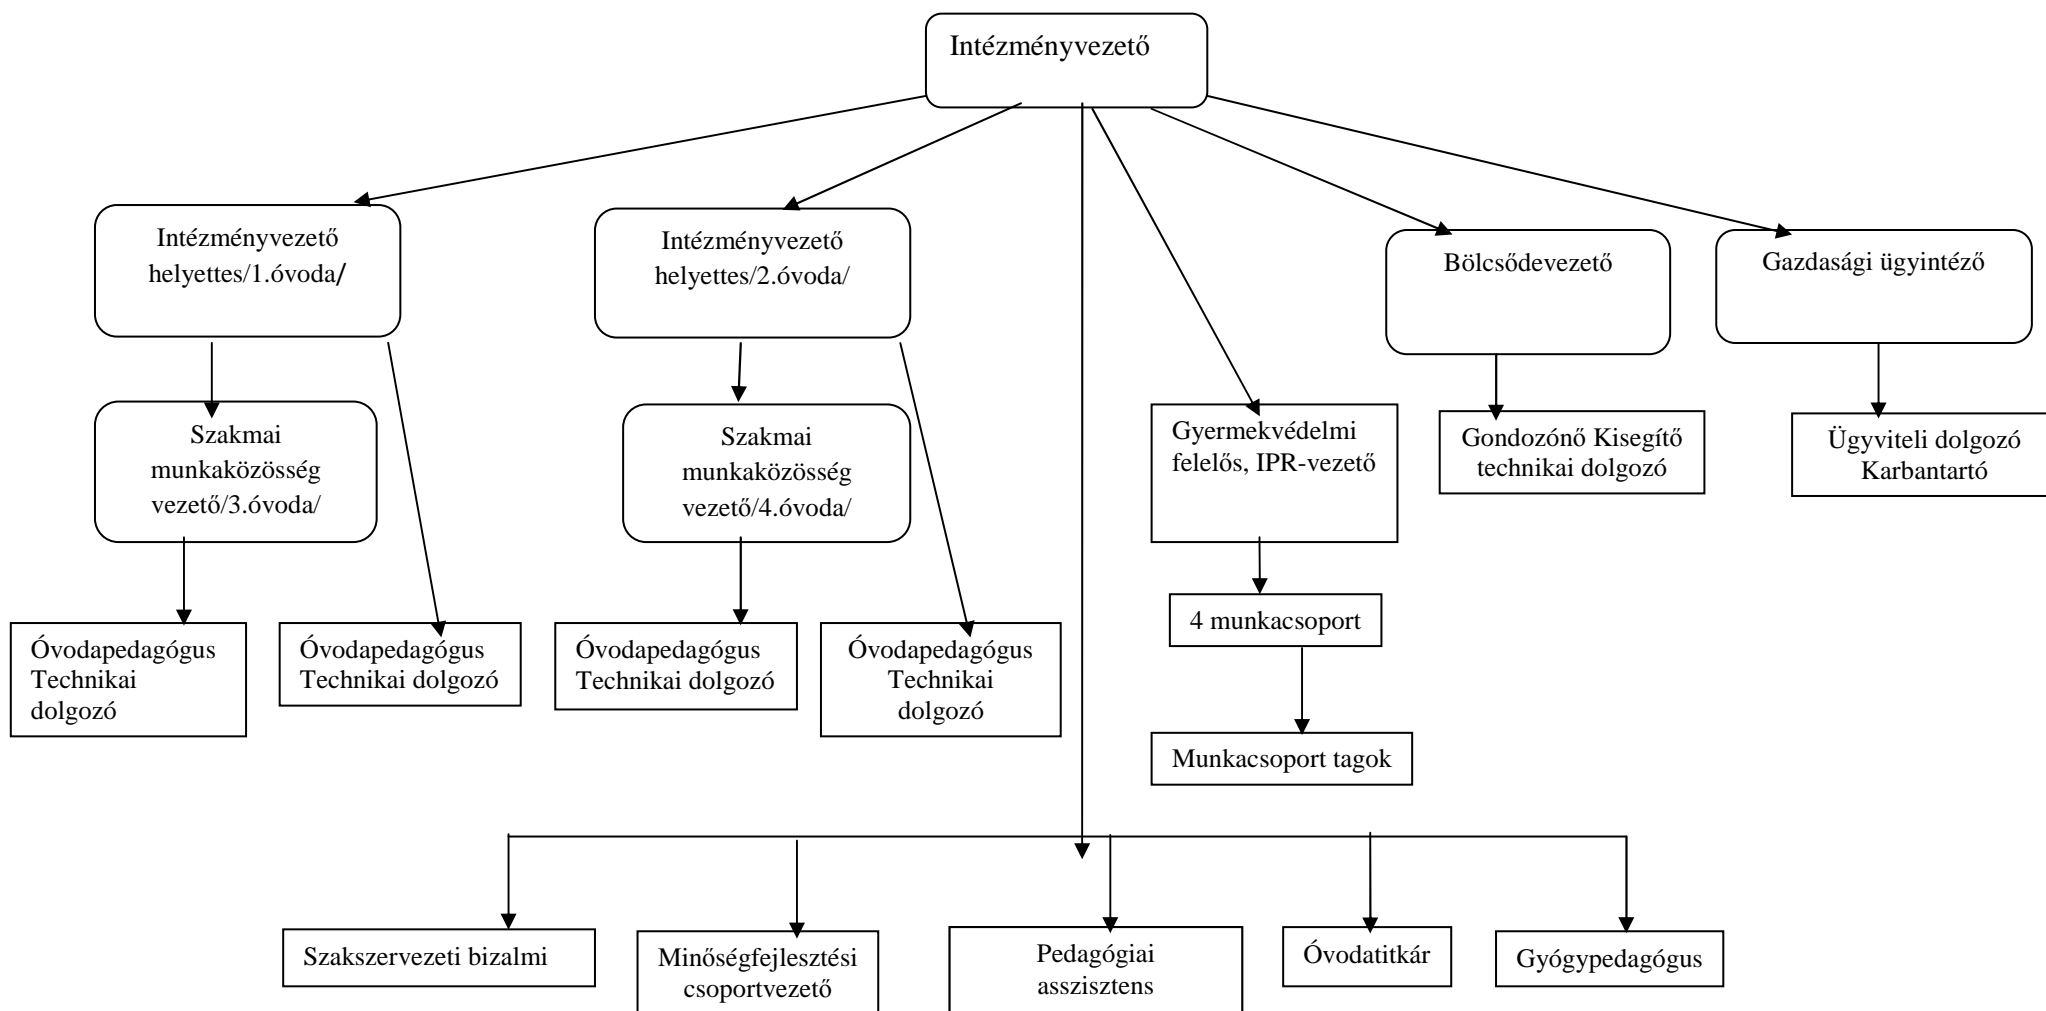 Intézményvezető
Intézményvezető
helyettes/1.óvoda/
Intézményvezető
helyettes/2.óvoda/
Bölcsődevezető
Gazdasági ügyintéző
Szakmai
munkaközösség
vezető/3.óvoda/
Szakmai
munkaközösség
vezető/4.óvoda/
Gyermekvédelmi
felelős, IPR-vezető
Gondozónő Kisegítő
technikai dolgozó
Ügyviteli dolgozó
Karbantartó
4 munkacsoport
Óvodapedagógus
Technikai
dolgozó
Óvodapedagógus
Technikai dolgozó
Óvodapedagógus
Technikai dolgozó
Óvodapedagógus
Technikai
dolgozó
Munkacsoport tagok
Szakszervezeti bizalmi
Minőségfejlesztési
csoportvezető
Pedagógiai
asszisztens
Óvodatitkár
Gyógypedagógus